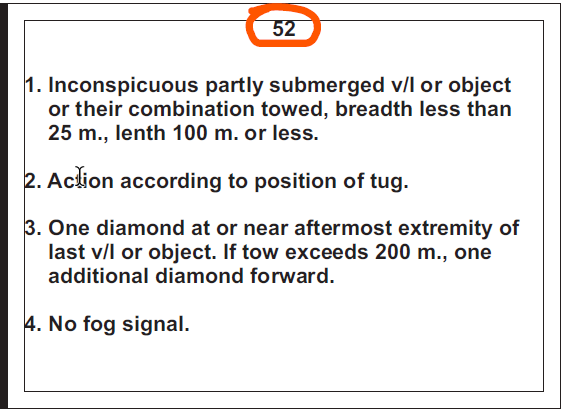 52
1. Inconspicuous partly submerged v/l or object
or their combination towed, breadth less than
25 m., lenth 100 m. or less.
2. Action according to position of tug.
3. One diamond at or near aftermost extremity of
last v/l or object. If tow exceeds 200 m., one
additional diamond forward.
4. No fog signal.